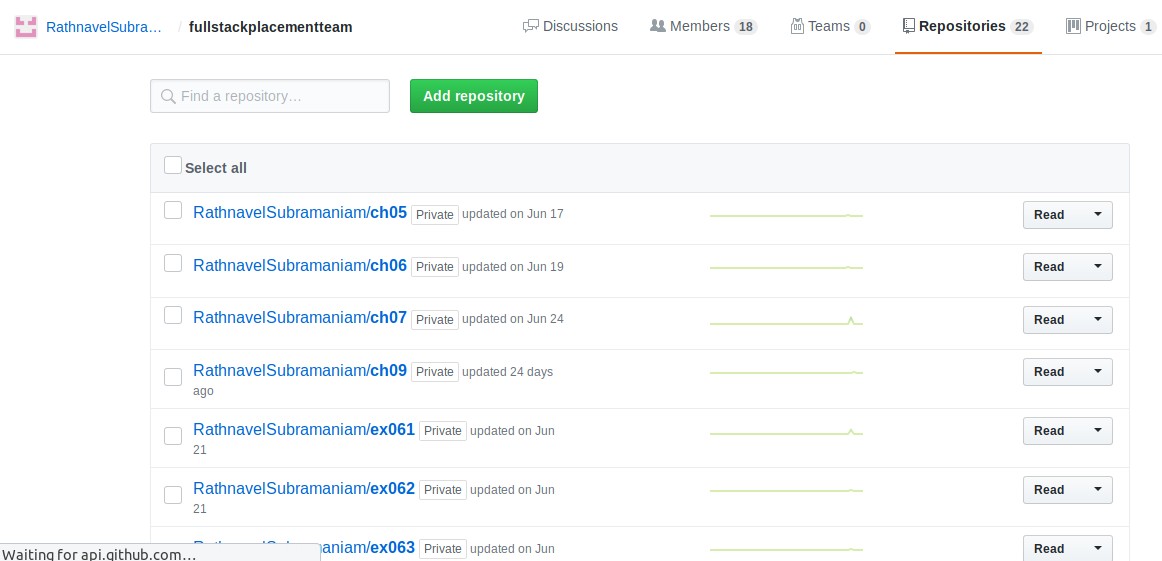 RathnavelSubra… / fullstackplacementteam Discussions Members 18 Teams 0 Repositories 22 Projects 1
Find a repository… Add repository
Select all
RathnavelSubramaniam/ch05 Private updated on Jun 17 Read
RathnavelSubramaniam/ch06 Private updated on Jun 19 Read
RathnavelSubramaniam/ch07 Private updated on Jun 24 Read
RathnavelSubramaniam/ch09 Private updated 24 days Read
ago
RathnavelSubramaniam/ex061 Private updated on Jun Read
21
RathnavelSubramaniam/ex062 Private updated on Jun Read
21
Subramaniam/ex063 Private updated on Jun Read
Waiting for api.github.com…